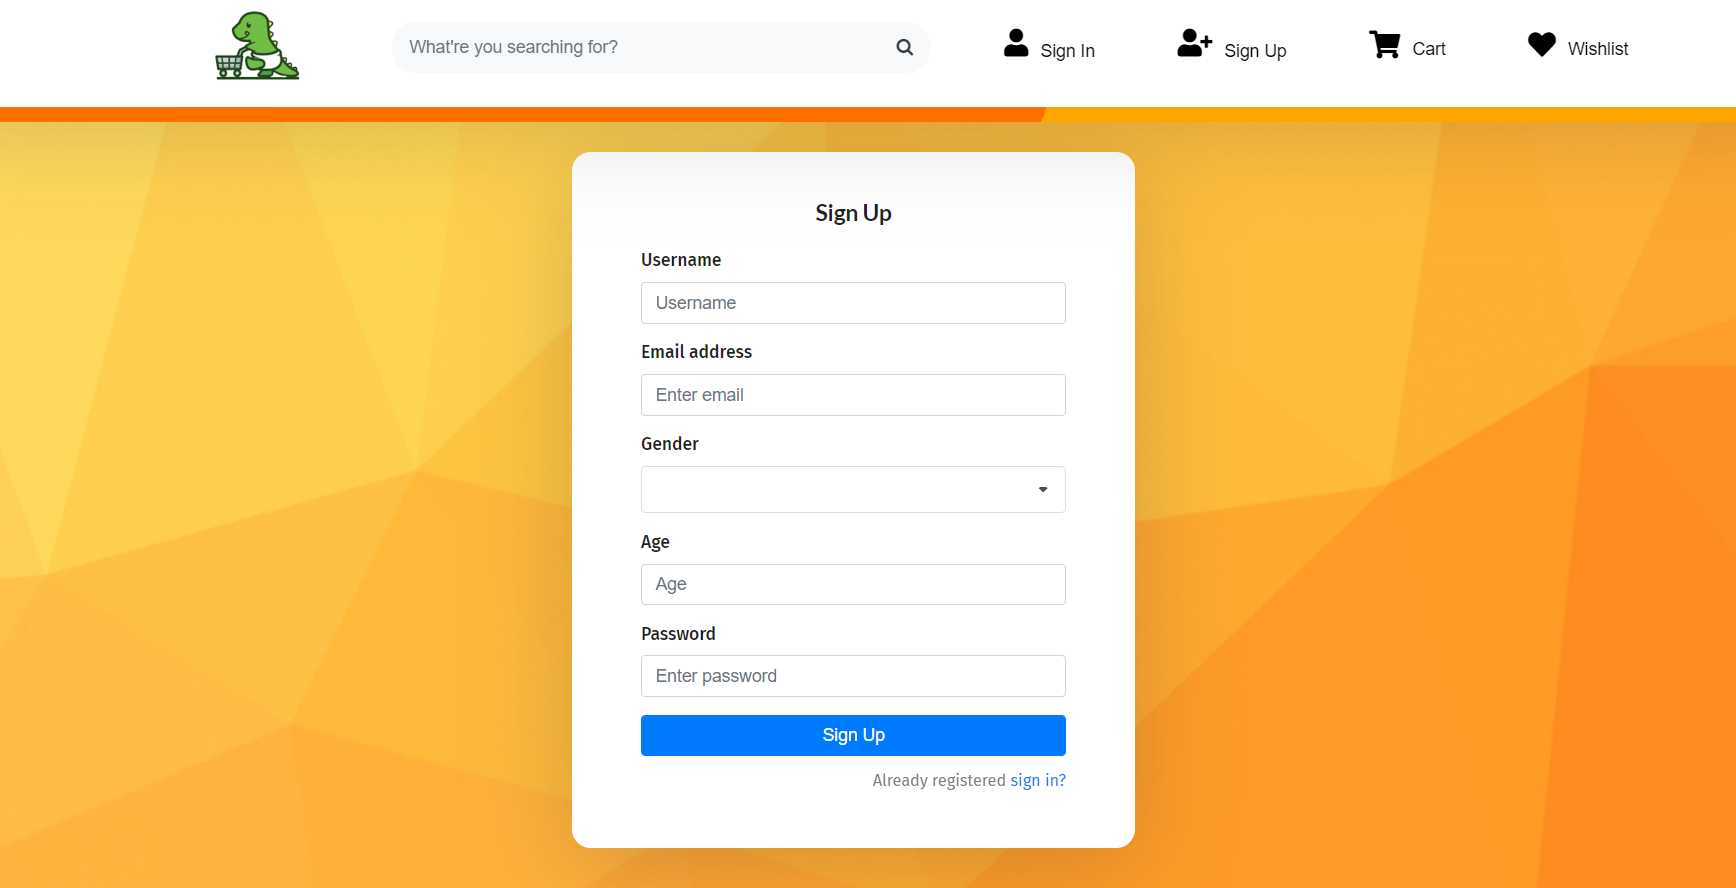 What're you searching for?
Sign In
Sign Up
Cart
Wishlist
Sign Up
Username
Username
Email address
Enter email
Gender
Age
Age
Password
Enter password
Sign Up
Already registered sign in?